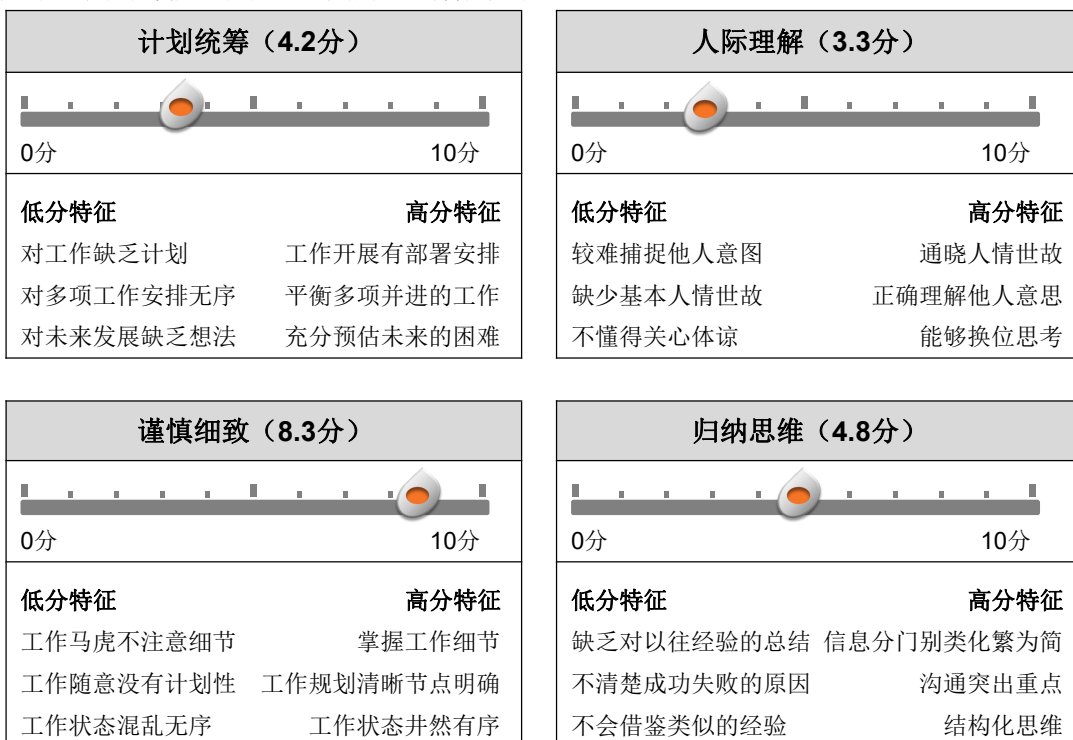 计划统筹（4.2分）
0分 10分
低分特征 高分特征
对工作缺乏计划 工作开展有部署安排
对多项工作安排无序 平衡多项并进的工作
对未来发展缺乏想法 充分预估未来的困难
人际理解（3.3分）
0分 10分
低分特征 高分特征
较难捕捉他人意图 通晓人情世故
缺少基本人情世故 正确理解他人意思
不懂得关心体谅 能够换位思考
谨慎细致（8.3分）
0分 10分
低分特征 高分特征
工作马虎不注意细节 掌握工作细节
工作随意没有计划性 工作规划清晰节点明确
工作状态混乱无序 工作状态井然有序
归纳思维（4.8分）
0分 10分
低分特征 高分特征
缺乏对以往经验的总结 信息分门别类化繁为简
不清楚成功失败的原因 沟通突出重点
不会借鉴类似的经验 结构化思维